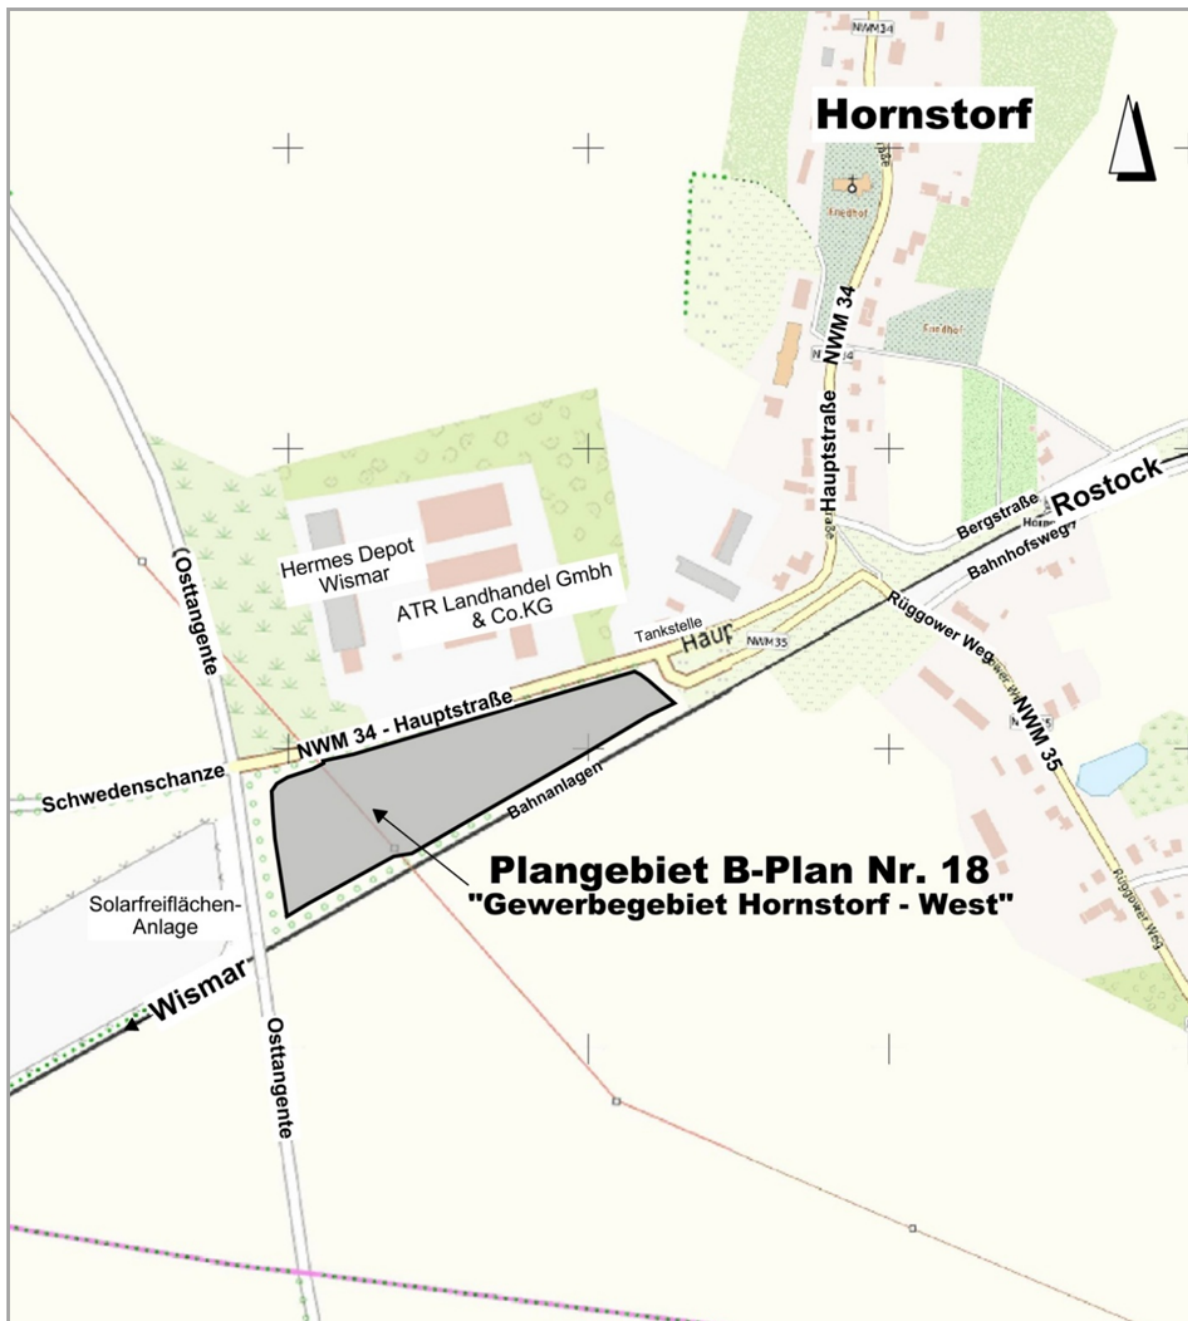 NWM34
Hornstorf
Friedhof
Friedhof
NWM 34
Hauptstraße
Bergstraße
Rostock
Bahnhofsweg
Hermes Depot
Wismar
ATR Landhandel Gmbh
& Co.KG
(Osttangente
Tankstelle
Haup
NWM35
Rüggower Weg
NWM 35
NWM 34 - Hauptstraße
Schwedenschanze
Bahnanlagen
Plangebiet B-Plan Nr. 18
"Gewerbegebiet Hornstorf - West"
Solarfreiflächen-
Anlage
Rüggower Weg
Wismar
Osttangente